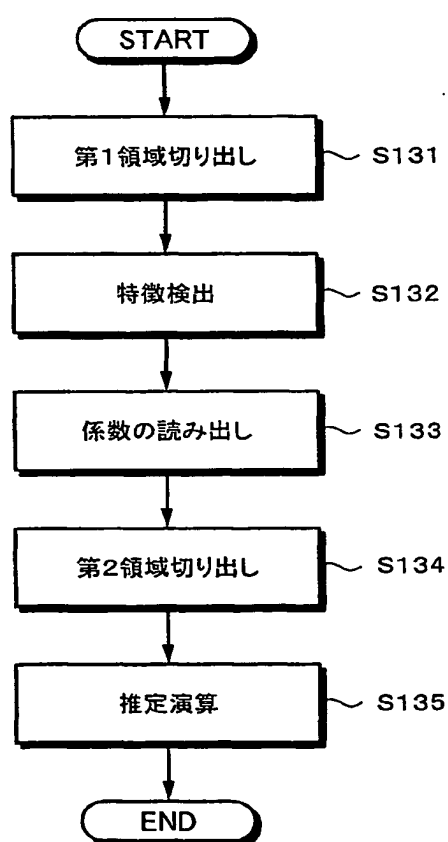 START
第1領域切り出し
S131
特徴検出
S132
係数の読み出し
S133
第2領域切り出し
S134
推定演算
S135
END